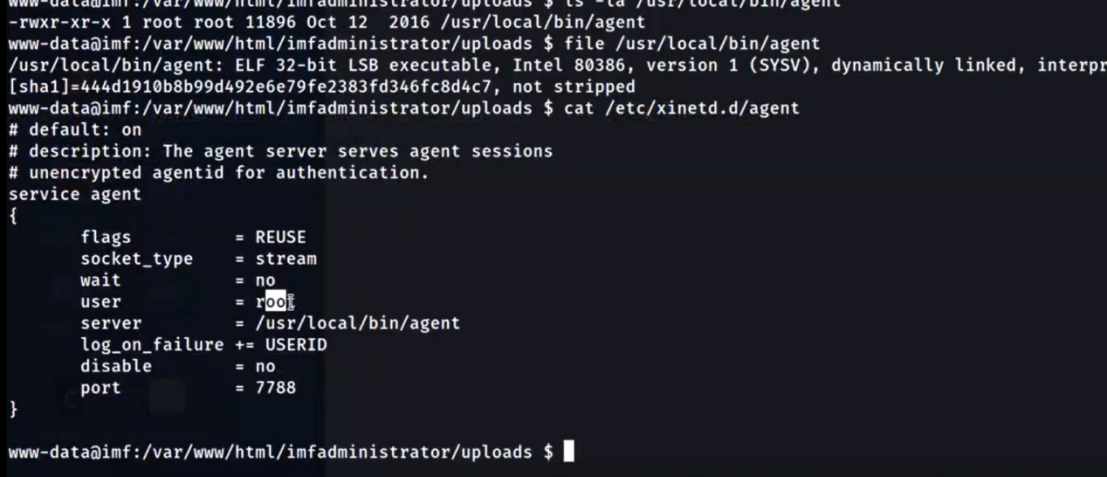 www-data@imf:/var/www/html/imfadministrator/uploads $ ls -la /usr/local/bin/agent
-rwxr-xr-x 1 root root 11896 Oct 12  2016 /usr/local/bin/agent
www-data@imf:/var/www/html/imfadministrator/uploads $ file /usr/local/bin/agent
/usr/local/bin/agent: ELF 32-bit LSB executable, Intel 80386, version 1 (SYSV), dynamically linked, interpr
[sha1]=444d1910b8b99d492e6e79fe2383fd346fc8d4c7, not stripped
www-data@imf:/var/www/html/imfadministrator/uploads $ cat /etc/xinetd.d/agent
# default: on
# description: The agent server serves agent sessions
# unencrypted agentid for authentication.
service agent
{
        flags           = REUSE
        socket_type     = stream
        wait            = no
        user            = root
        server          = /usr/local/bin/agent
        log_on_failure += USERID
        disable         = no
        port            = 7788
}
www-data@imf:/var/www/html/imfadministrator/uploads $